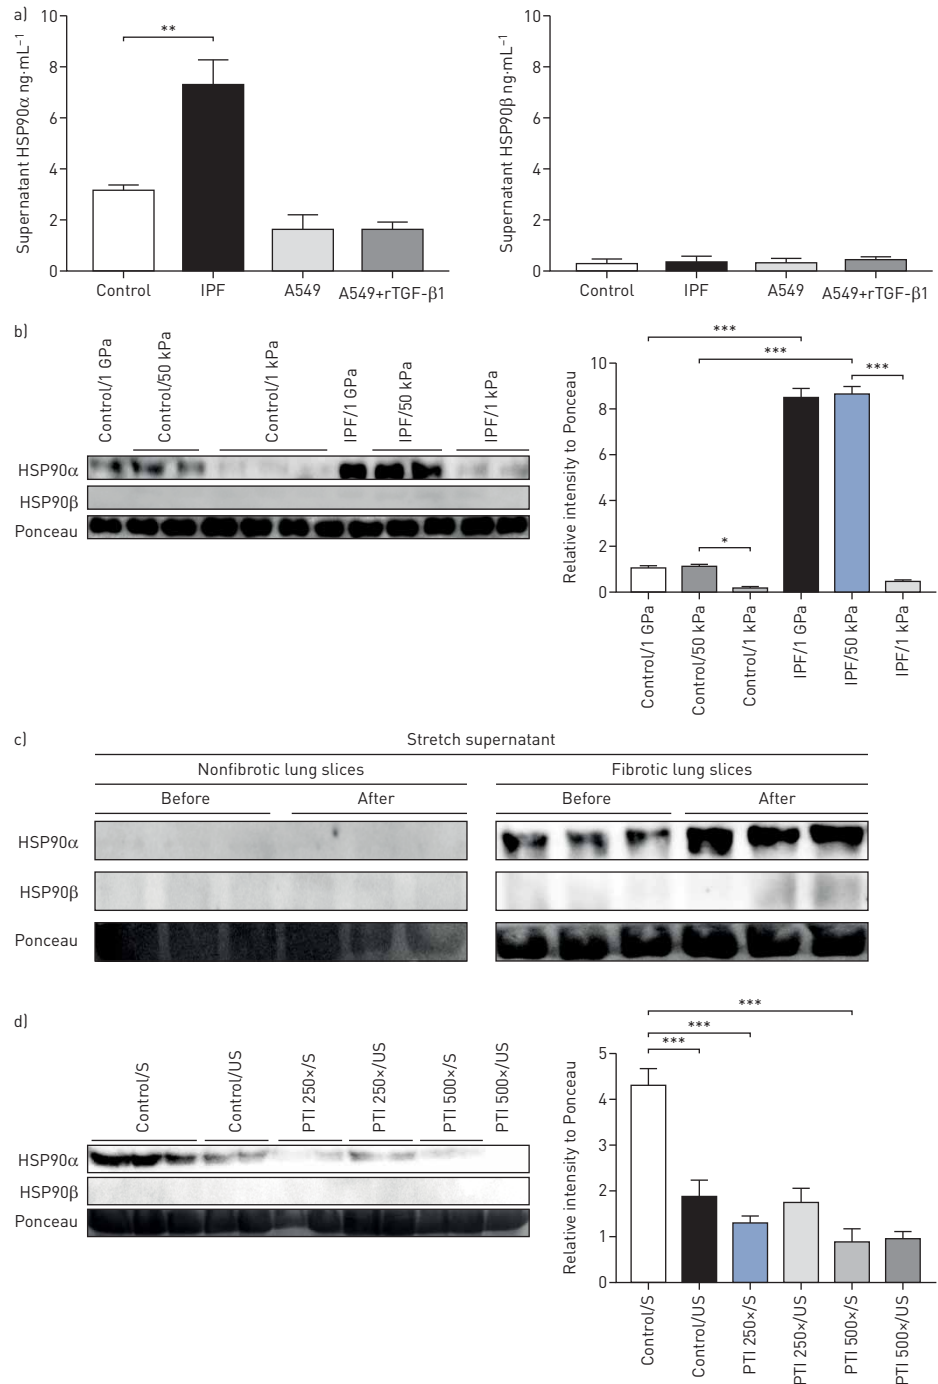 a)
Supernatant HSP90α ng·mL⁻¹
10
8
6
4
2
0
**
Control IPF A549 A549+rTGF-β1
Supernatant HSP90β ng·mL⁻¹
10
8
6
4
2
0
Control IPF A549 A549+rTGF-β1
b)
Control/1 GPa
Control/50 kPa
Control/1 kPa
IPF/1 GPa
IPF/50 kPa
IPF/1 kPa
HSP90α
HSP90β
Ponceau
Relative intensity to Ponceau
10
8
6
4
2
0
***
***
***
*
Control/1 GPa
Control/50 kPa
Control/1 kPa
IPF/1 GPa
IPF/50 kPa
IPF/1 kPa
c)
Stretch supernatant
Nonfibrotic lung slices Fibrotic lung slices
Before After Before After
HSP90α
HSP90β
Ponceau
d)
Control/S
Control/US
PTI 250×/S
PTI 250×/US
PTI 500×/S
PTI 500×/US
HSP90α
HSP90β
Ponceau
Relative intensity to Ponceau
5
4
3
2
1
0
***
***
***
Control/S
Control/US
PTI 250×/S
PTI 250×/US
PTI 500×/S
PTI 500×/US